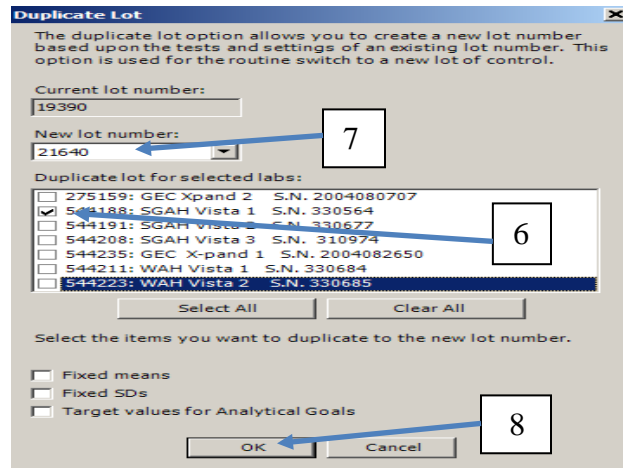 Duplicate Lot
The duplicate lot option allows you to create a new lot number
based upon the tests and settings of an existing lot number. This
option is used for the routine switch to a new lot of control.
Current lot number:
19390
New lot number:
7
21640
Duplicate lot for selected labs:
275159: GEC Xpand 2 S.N. 2004080707
544188: SGAH Vista 1 S.N. 330564
544191: SGAH Vista 2 S.N. 330677
6
544208: SGAH Vista 3 S.N. 310974
544235: GEC X-pand 1 S.N. 2004082650
544211: WAH Vista 1 S.N. 330684
544223: WAH Vista 2 S.N. 330685
Select All Clear All
Select the items you want to duplicate to the new lot number.
Fixed means
Fixed SDs
Target values for Analytical Goals
8
OK Cancel